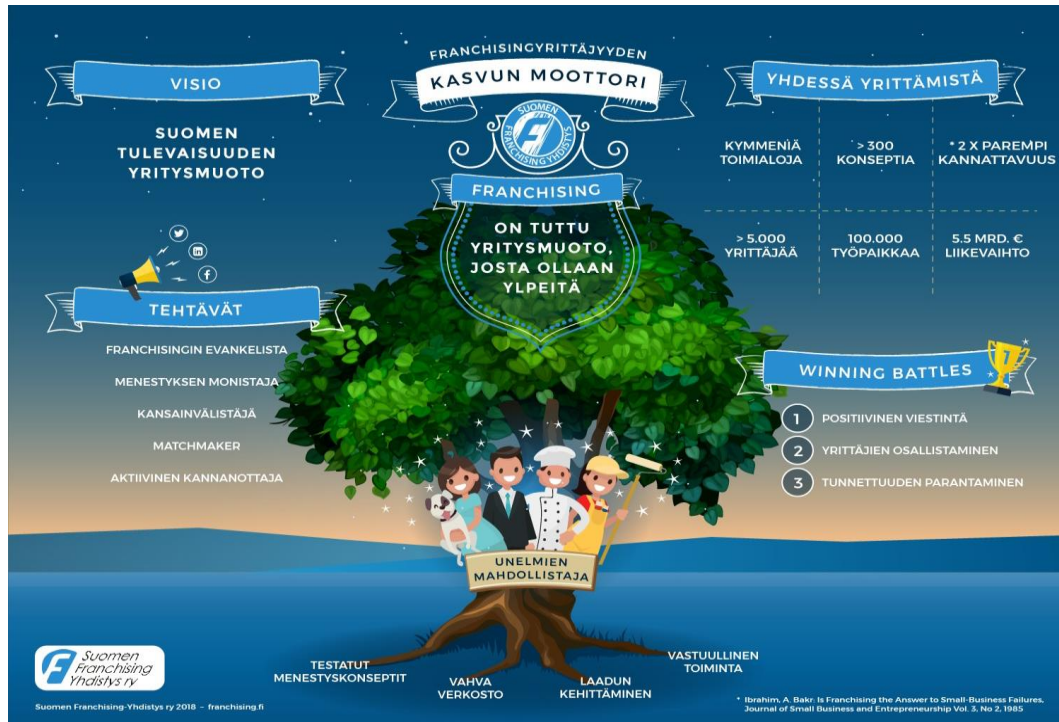 VISIO
SUOMEN
TULEVAISUUDEN
YRITYSMUOTO
TEHTÄVÄT
FRANCHISINGIN EVANKELISTA
MENESTYKSEN MONISTAJA
KANSAINVÄLISTÄJÄ
MATCHMAKER
AKTIIVINEN KANNANOTTAJA
FRANCHISINGYRITTÄJYYDEN
KASVUN MOOTTORI
SUOMEN
FRANCHISINGYHDISTYS
FRANCHISING
ON TUTTU
YRITYSMUOTO,
JOSTA OLLAAN
YLPEITÄ
YHDESSÄ YRITTÄMISTÄ
KYMMENIÄ
TOIMIALOJA
> 300
KONSEPTIA
* 2 X PAREMPI
KANNATTAVUUS
> 5.000
YRITTÄJÄÄ
100.000
TYÖPAIKKAA
5.5 MRD. €
LIIKEVAIHTO
WINNING BATTLES
1
1 POSITIIVINEN VIESTINTÄ
2 YRITTÄJIEN OSALLISTAMINEN
3 TUNNETTUUDEN PARANTAMINEN
UNELMIEN
MAHDOLLISTAJA
TESTATUT
MENESTYSKONSEPTIT
VAHVA
VERKOSTO
LAADUN
KEHITTÄMINEN
VASTUULLINEN
TOIMINTA
Suomen
Franchising
Yhdistys ry
Suomen Franchising-Yhdistys ry 2018 – franchising.fi
* Ibrahim, A. Bakr: Is Franchising the Answer to Small-Business Failures,
Journal of Small Business and Entrepreneurship Vol. 3, No 2, 1985